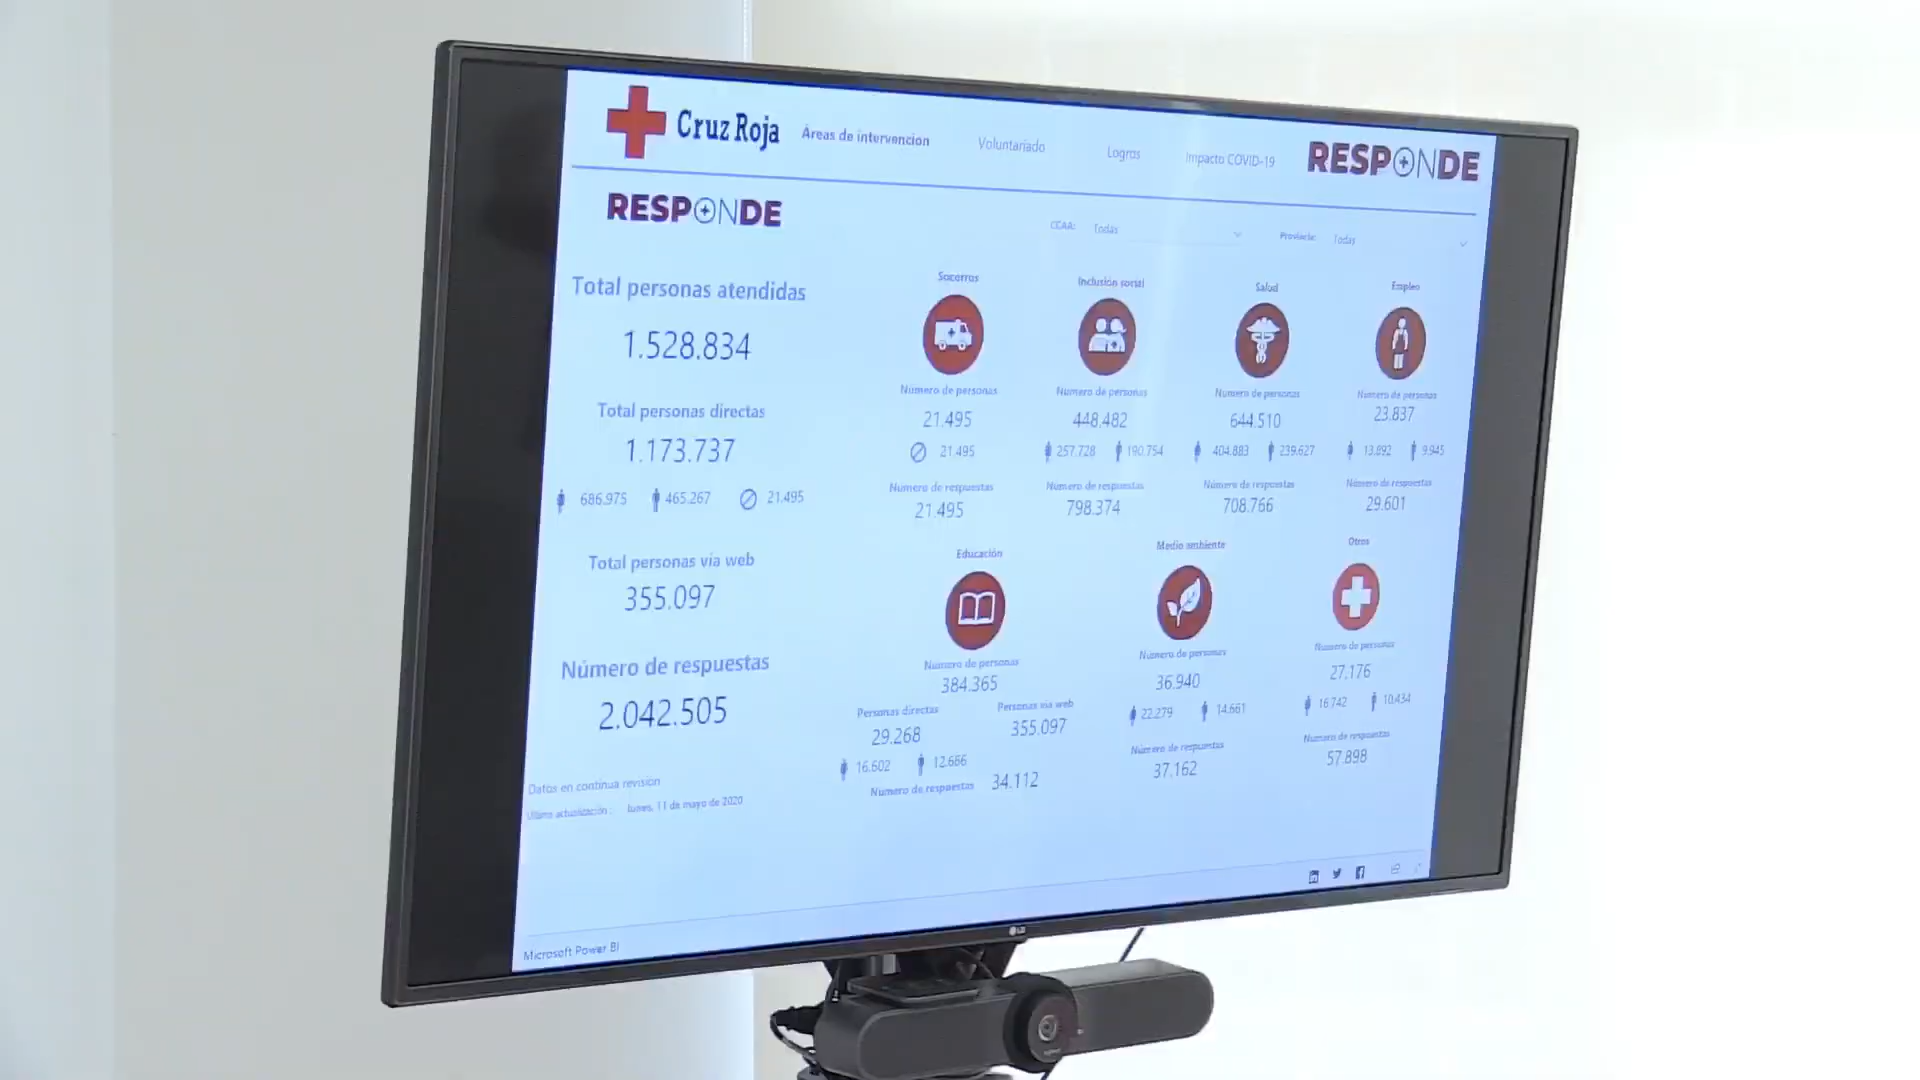 Cruz Roja
Áreas de intervencion
Voluntariado
Logros
Impacto COVID-19
RESPONDE
RESPONDE
CCAA: Todas
Provincia: Todas
Total personas atendidas
1.528.834
Total personas directas
1.173.737
686.975 465.267 21.495
Total personas via web
355.097
Número de respuestas
2.042.505
Datos en continua revisión
Última actualización: lunes, 11 de mayo de 2020
Socorros
Número de personas
21.495
21.495
Número de respuestas
21.495
Inclusión social
Número de personas
448.482
257.728 190.754
Número de respuestas
798.374
Salud
Número de personas
644.510
404.883 239.627
Número de respuestas
708.766
Empleo
Número de personas
23.837
13.892 9.945
Número de respuestas
29.601
Educación
Número de personas
384.365
Personas directas
29.268
16.602 12.666
Personas via web
355.097
Número de respuestas 34.112
Medio ambiente
Número de personas
36.940
22.279 14.661
Número de respuestas
37.162
Otros
Número de personas
27.176
16.742 10.434
Número de respuestas
57.898
Microsoft Power BI
LG